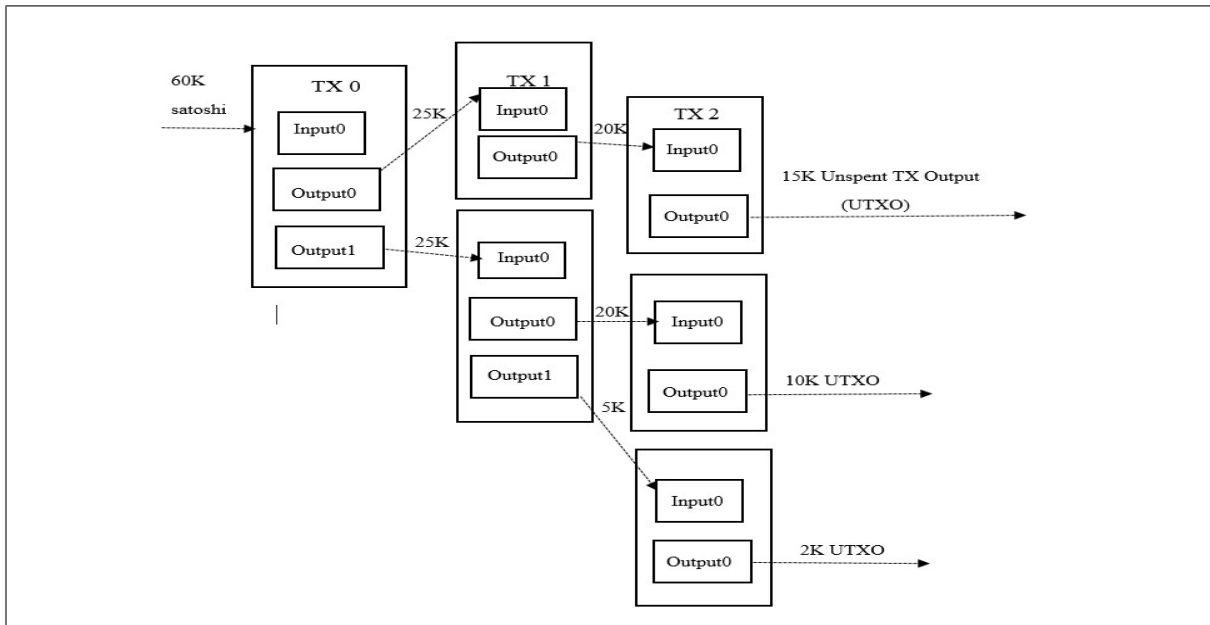 60K
satoshi
TX 0
Input0
Output0
Output1
25K
25K
TX 1
Input0
Output0
Input0
Output0
Output1
20K
20K
5K
TX 2
Input0
Output0
15K Unspent TX Output
(UTXO)
Input0
Output0
10K UTXO
Input0
Output0
2K UTXO